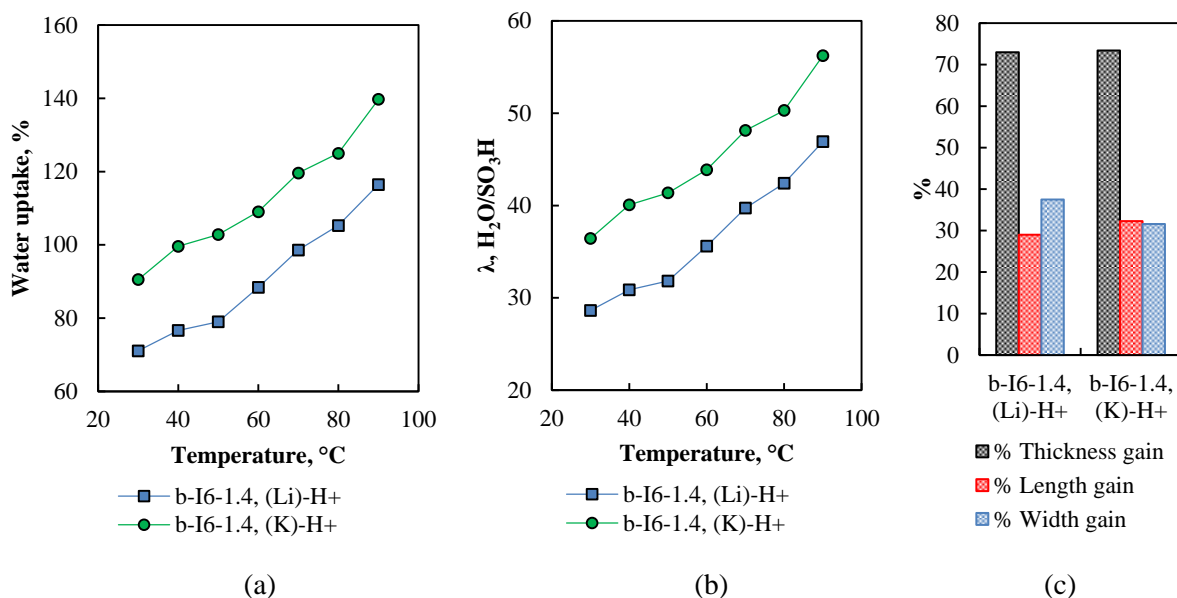 160
140
120
100
80
60
20 40 60 80 100
Water uptake, %
Temperature, °C
b-I6-1.4, (Li)-H+
b-I6-1.4, (K)-H+
(a)
60
50
40
30
20
20 40 60 80 100
λ, H₂O/SO₃H
Temperature, °C
b-I6-1.4, (Li)-H+
b-I6-1.4, (K)-H+
(b)
80
70
60
50
40
30
20
10
0
%
b-I6-1.4,
(Li)-H+
b-I6-1.4,
(K)-H+
% Thickness gain
% Length gain
% Width gain
(c)